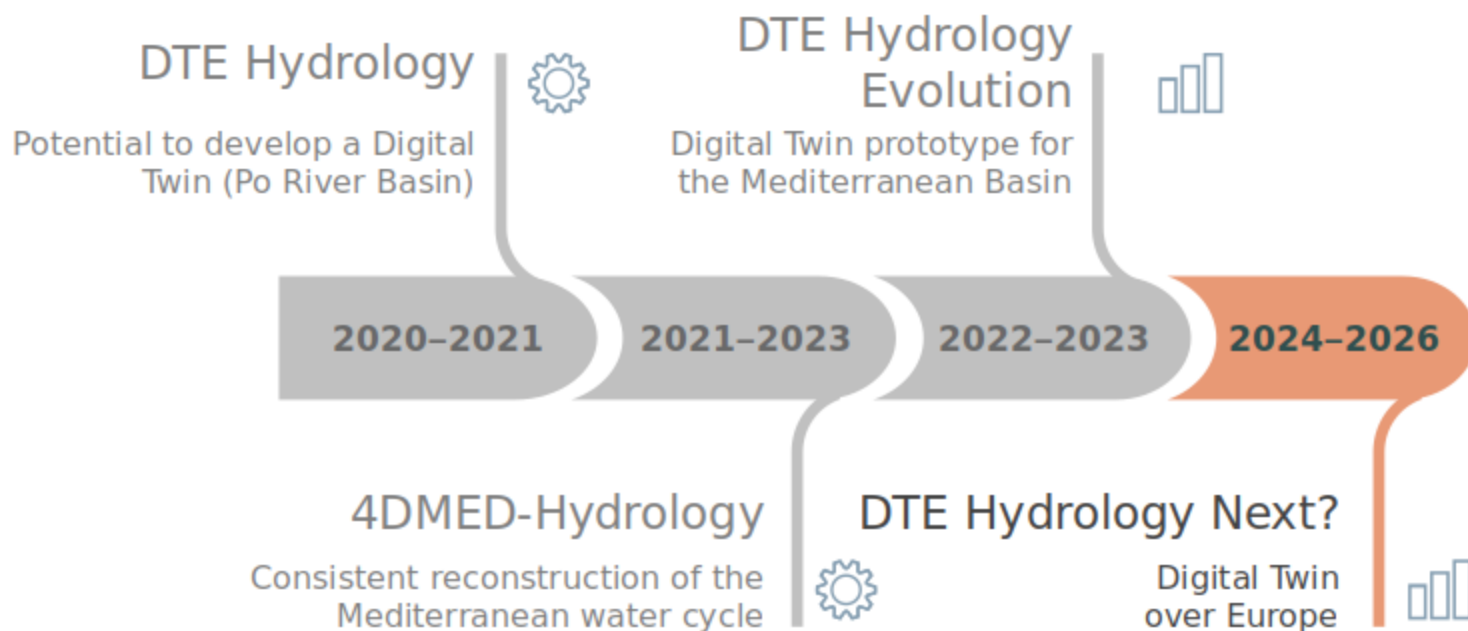 DTE Hydrology
Potential to develop a Digital
Twin (Po River Basin)
DTE Hydrology
Evolution
Digital Twin prototype for
the Mediterranean Basin
2020–2021
2021–2023
2022–2023
2024–2026
4DMED-Hydrology
Consistent reconstruction of the
Mediterranean water cycle
DTE Hydrology Next?
Digital Twin
over Europe